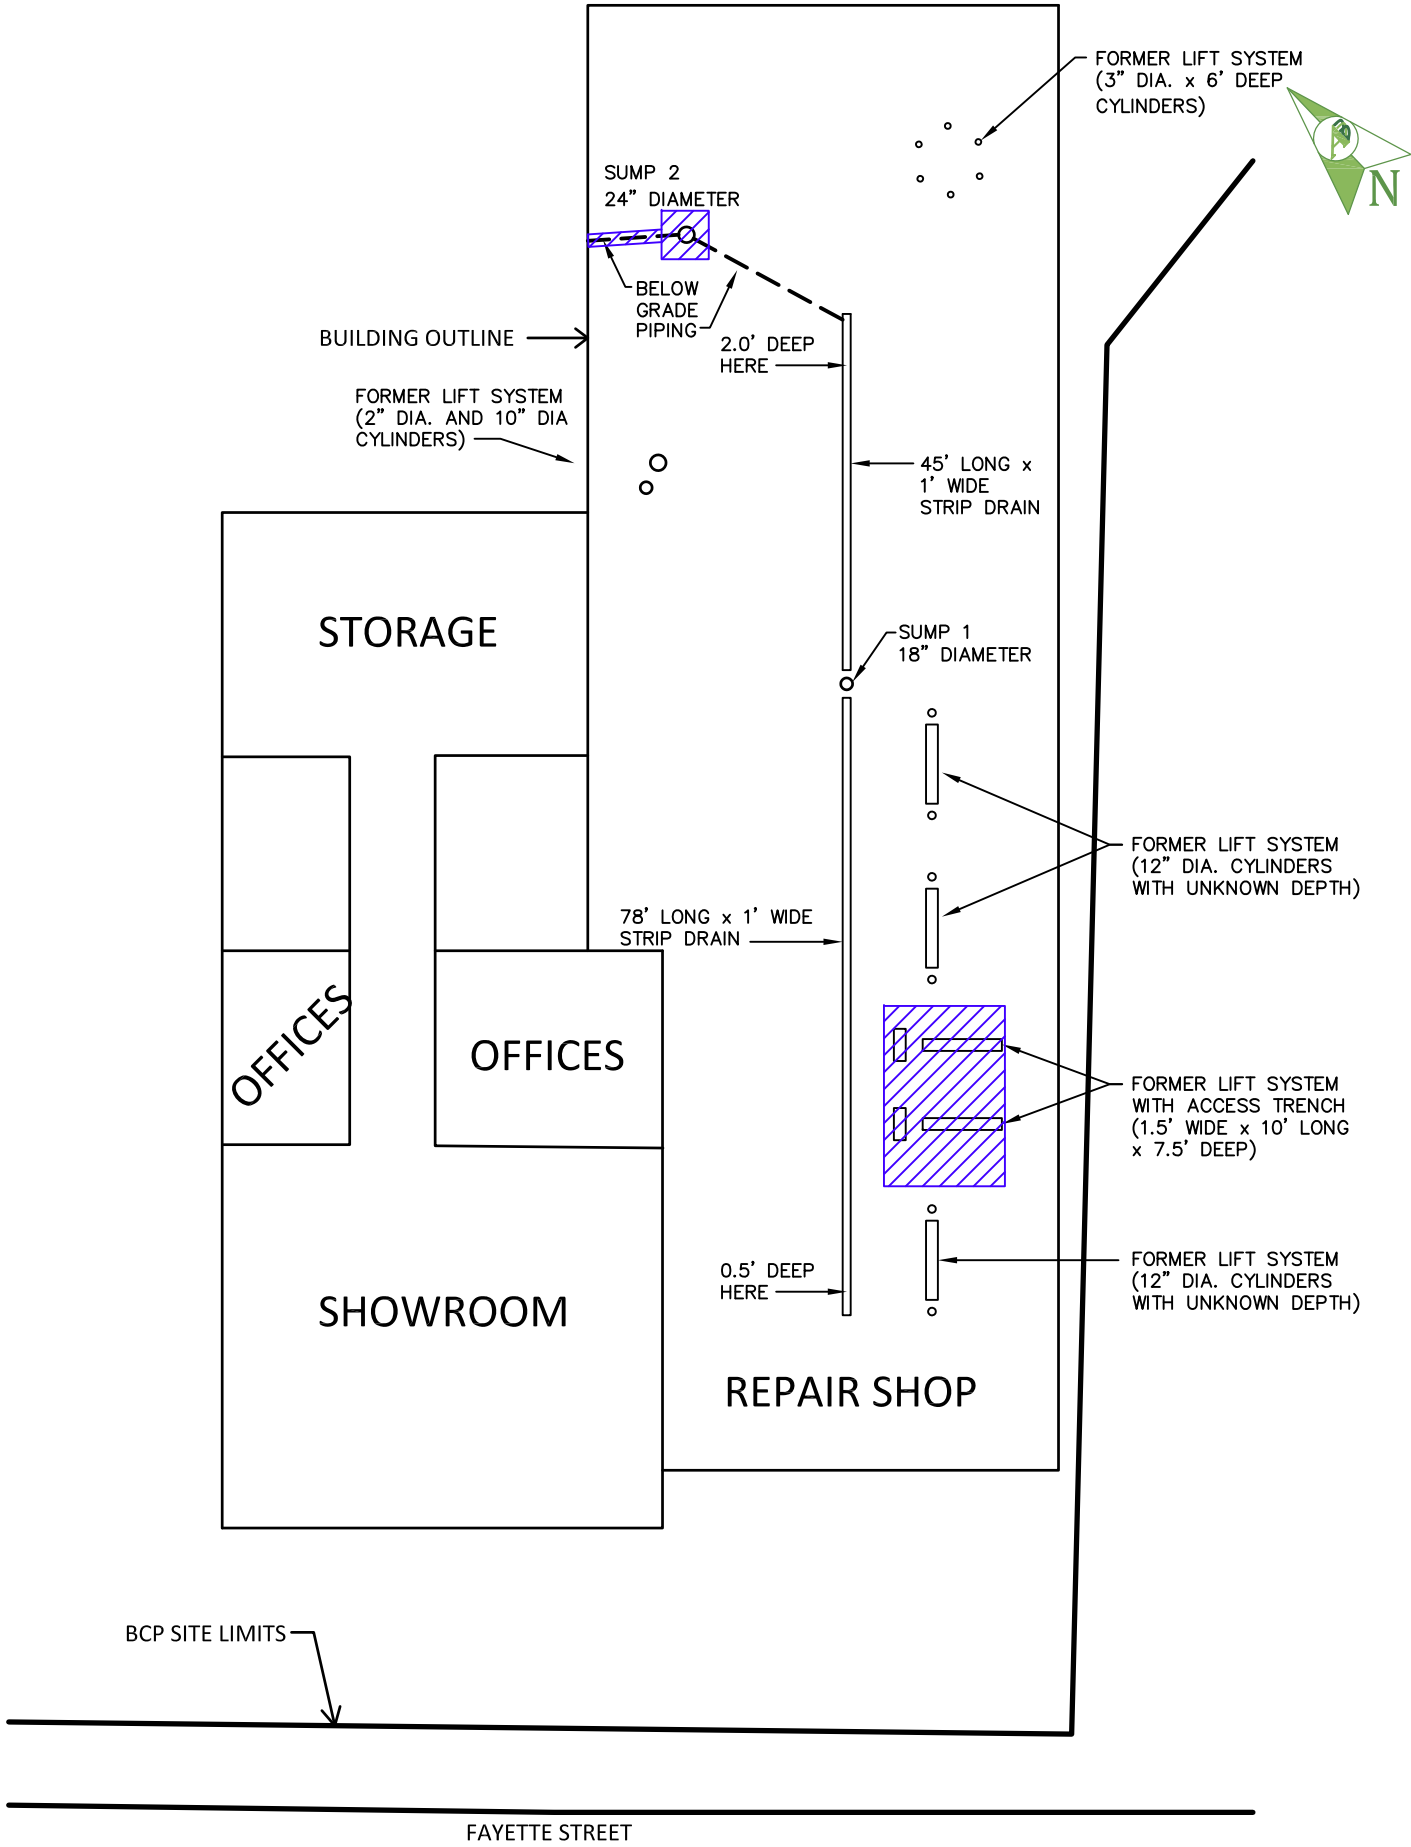 FORMER LIFT SYSTEM
(3" DIA. x 6' DEEP
CYLINDERS)
N
SUMP 2
24" DIAMETER
BELOW
GRADE
PIPING
BUILDING OUTLINE
2.0' DEEP
HERE
FORMER LIFT SYSTEM
(2" DIA. AND 10" DIA
CYLINDERS)
45' LONG x
1' WIDE
STRIP DRAIN
STORAGE
SUMP 1
18" DIAMETER
FORMER LIFT SYSTEM
(12" DIA. CYLINDERS
WITH UNKNOWN DEPTH)
78' LONG x 1' WIDE
STRIP DRAIN
OFFICES
OFFICES
FORMER LIFT SYSTEM
WITH ACCESS TRENCH
(1.5' WIDE x 10' LONG
x 7.5' DEEP)
0.5' DEEP
HERE
FORMER LIFT SYSTEM
(12" DIA. CYLINDERS
WITH UNKNOWN DEPTH)
SHOWROOM
REPAIR SHOP
BCP SITE LIMITS
FAYETTE STREET